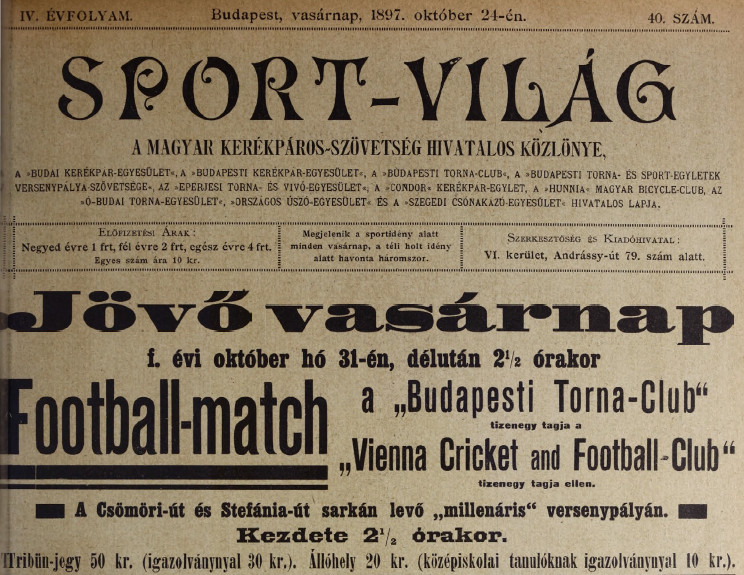 IV. ÉVFOLYAM. Budapest, vasárnap, 1897. október 24-én. 40. SZÁM.
SPORT-VILÁG
A MAGYAR KERÉKPÁROS-SZÖVETSÉG HIVATALOS KÖZLÖNYE,
A »BUDAI KERÉKPÁR-EGYESÜLET«, A »BUDAPESTI KERÉKPÁR-EGYESÜLET«, A »BUDAPESTI TORNA-CLUB«, A »BUDAPESTI TORNA- ÉS SPORT-EGYLETEK
VERSENYPÁLYA-SZÖVETSÉGE«, AZ »EPERJESI TORNA- ÉS VIVÓ-EGYESÜLET«, A »CONDOR« KERÉKPÁR-EGYLET, A »HUNNIA« MAGYAR BICYCLE-CLUB, AZ
»Ó-BUDAI TORNA-EGYESÜLET«, »ORSZÁGOS ÚSZÓ-EGYESÜLET« ÉS A »SZEGEDI CSÓNAKÁZÓ-EGYESÜLET« HIVATALOS LAPJA.
ELŐFIZETÉSI ÁRAK:
Negyed évre 1 frt, fél évre 2 frt, egész évre 4 frt.
Egyes szám ára 10 kr.
Megjelenik a sportidény alatt
minden vasárnap, a téli holt idény
alatt havonta háromszor.
SZERKESZTŐSÉG ÉS KIADÓHIVATAL:
VI. kerület, Andrássy-út 79. szám alatt.
Jövő vasárnap
f. évi október hó 31-én, délután 2½ órakor
Football-match
a „Budapesti Torna-Club“
tizenegy tagja a
„Vienna Cricket and Football-Club“
tizenegy tagja ellen.
A Csömöri-út és Stefánia-út sarkán levő „millenáris“ versenypályán.
Kezdete 2½ órakor.
Tribün-jegy 50 kr. (igazolványnyal 30 kr.). Állóhely 20 kr. (középiskolai tanulóknak igazolványnyal 10 kr.).